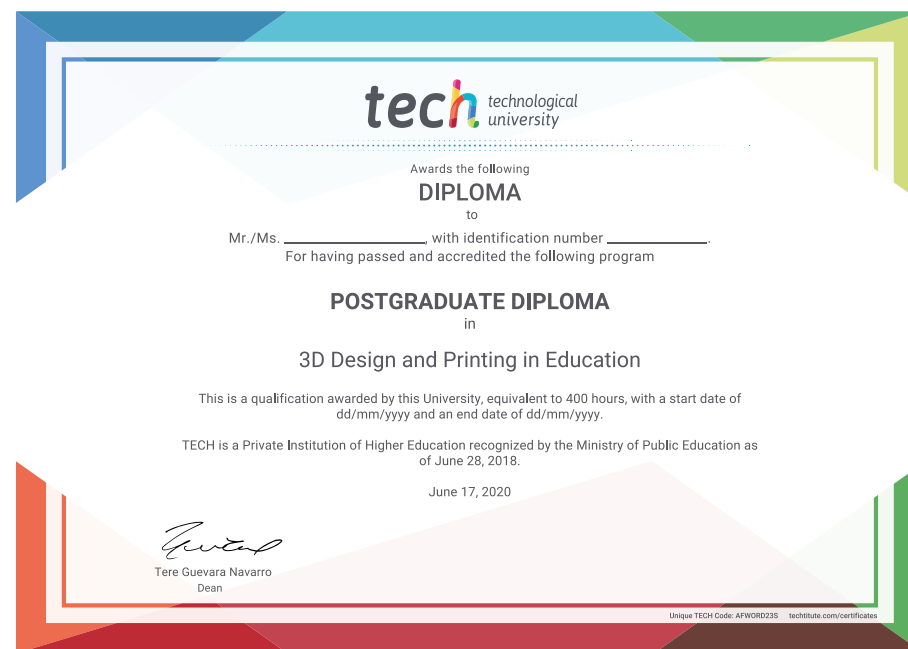 tech technological
university
Awards the following
DIPLOMA
to
Mr./Ms. ____________________, with identification number ______________.
For having passed and accredited the following program
POSTGRADUATE DIPLOMA
in
3D Design and Printing in Education
This is a qualification awarded by this University, equivalent to 400 hours, with a start date of
dd/mm/yyyy and an end date of dd/mm/yyyy.
TECH is a Private Institution of Higher Education recognized by the Ministry of Public Education as
of June 28, 2018.
June 17, 2020
Tere Guevara Navarro
Dean
Unique TECH Code: AFWORD23S techtitute.com/certificates